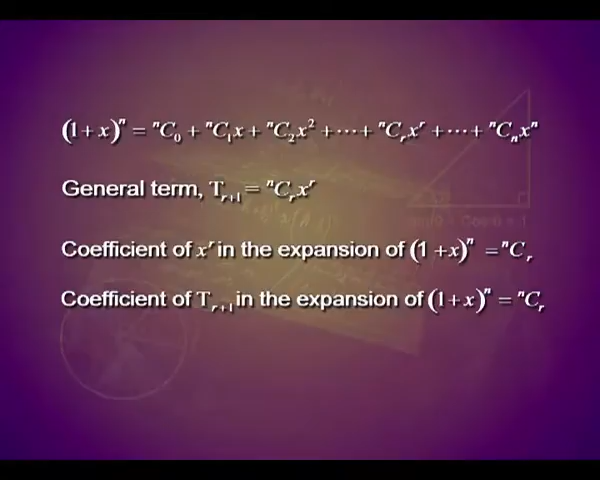 (1 + x)ⁿ = ⁿC₀ + ⁿC₁x + ⁿC₂x² + ··· + ⁿCᵣxʳ + ··· + ⁿCₙxⁿ
General term, Tᵣ₊₁ = ⁿCᵣxʳ
Coefficient of xʳ in the expansion of (1 + x)ⁿ = ⁿCᵣ
Coefficient of Tᵣ₊₁ in the expansion of (1 + x)ⁿ = ⁿCᵣ